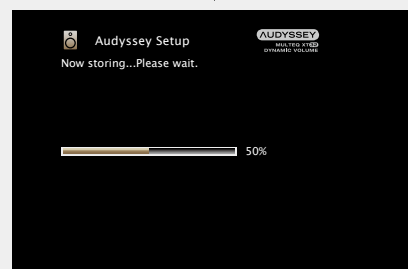 Audyssey Setup
AUDYSSEY
MULTEQ XT32
DYNAMIC VOLUME
Now storing...Please wait.
50%